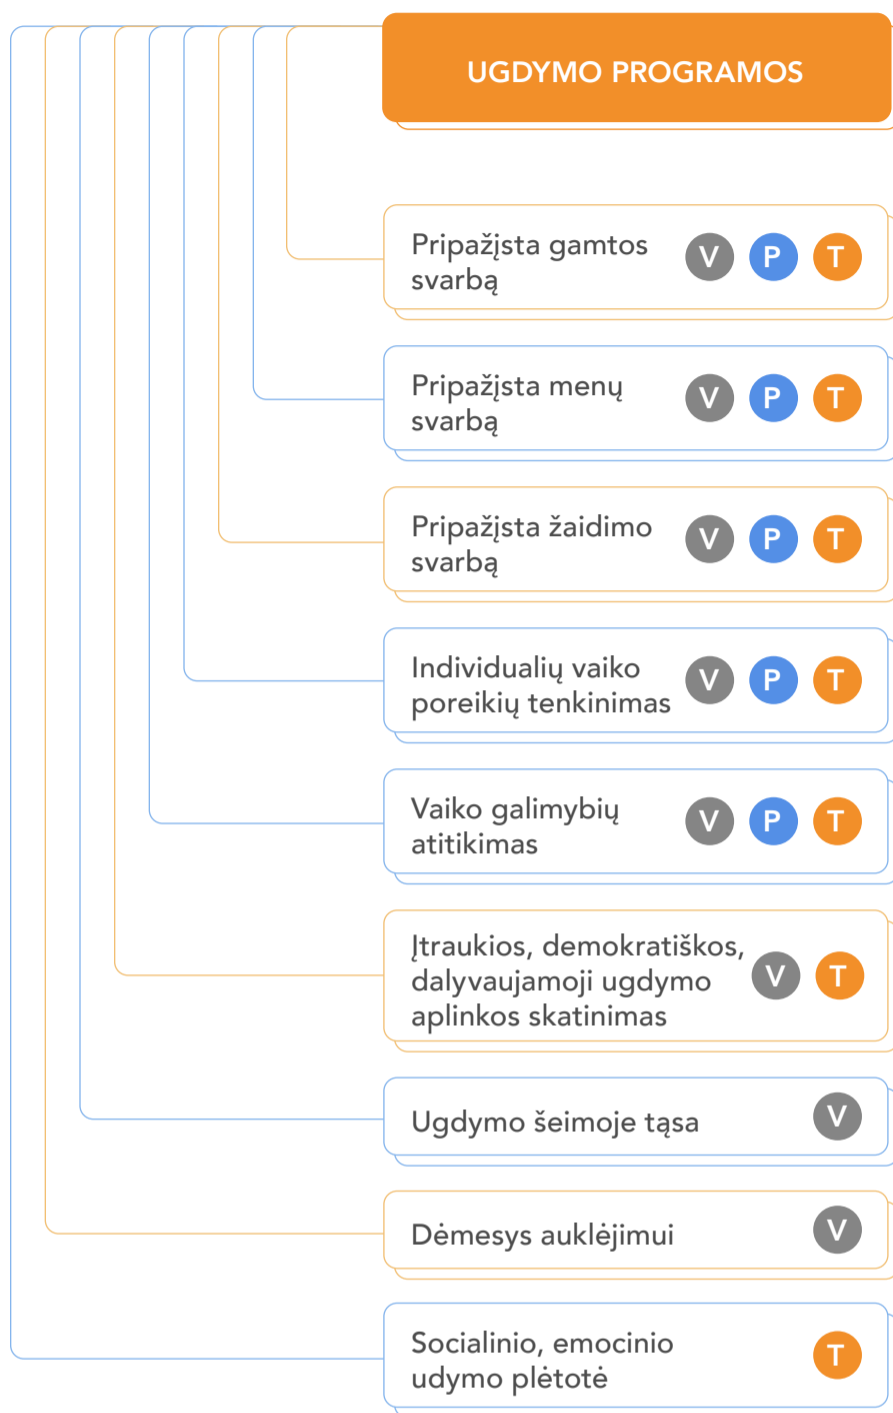 UGDYMO PROGRAMOS
Pripažįsta gamtos
svarbą
V P T
Pripažįsta menų
svarbą
V P T
Pripažįsta žaidimo
svarbą
V P T
Individualių vaiko
poreikių tenkinimas
V P T
Vaiko galimybių
atitikimas
V P T
Įtraukios, demokratiškos,
dalyvaujamoji ugdymo
aplinkos skatinimas
V T
Ugdymo šeimoje tąsa
V
Dėmesys auklėjimui
V
Socialinio, emocinio
udymo plėtotė
T